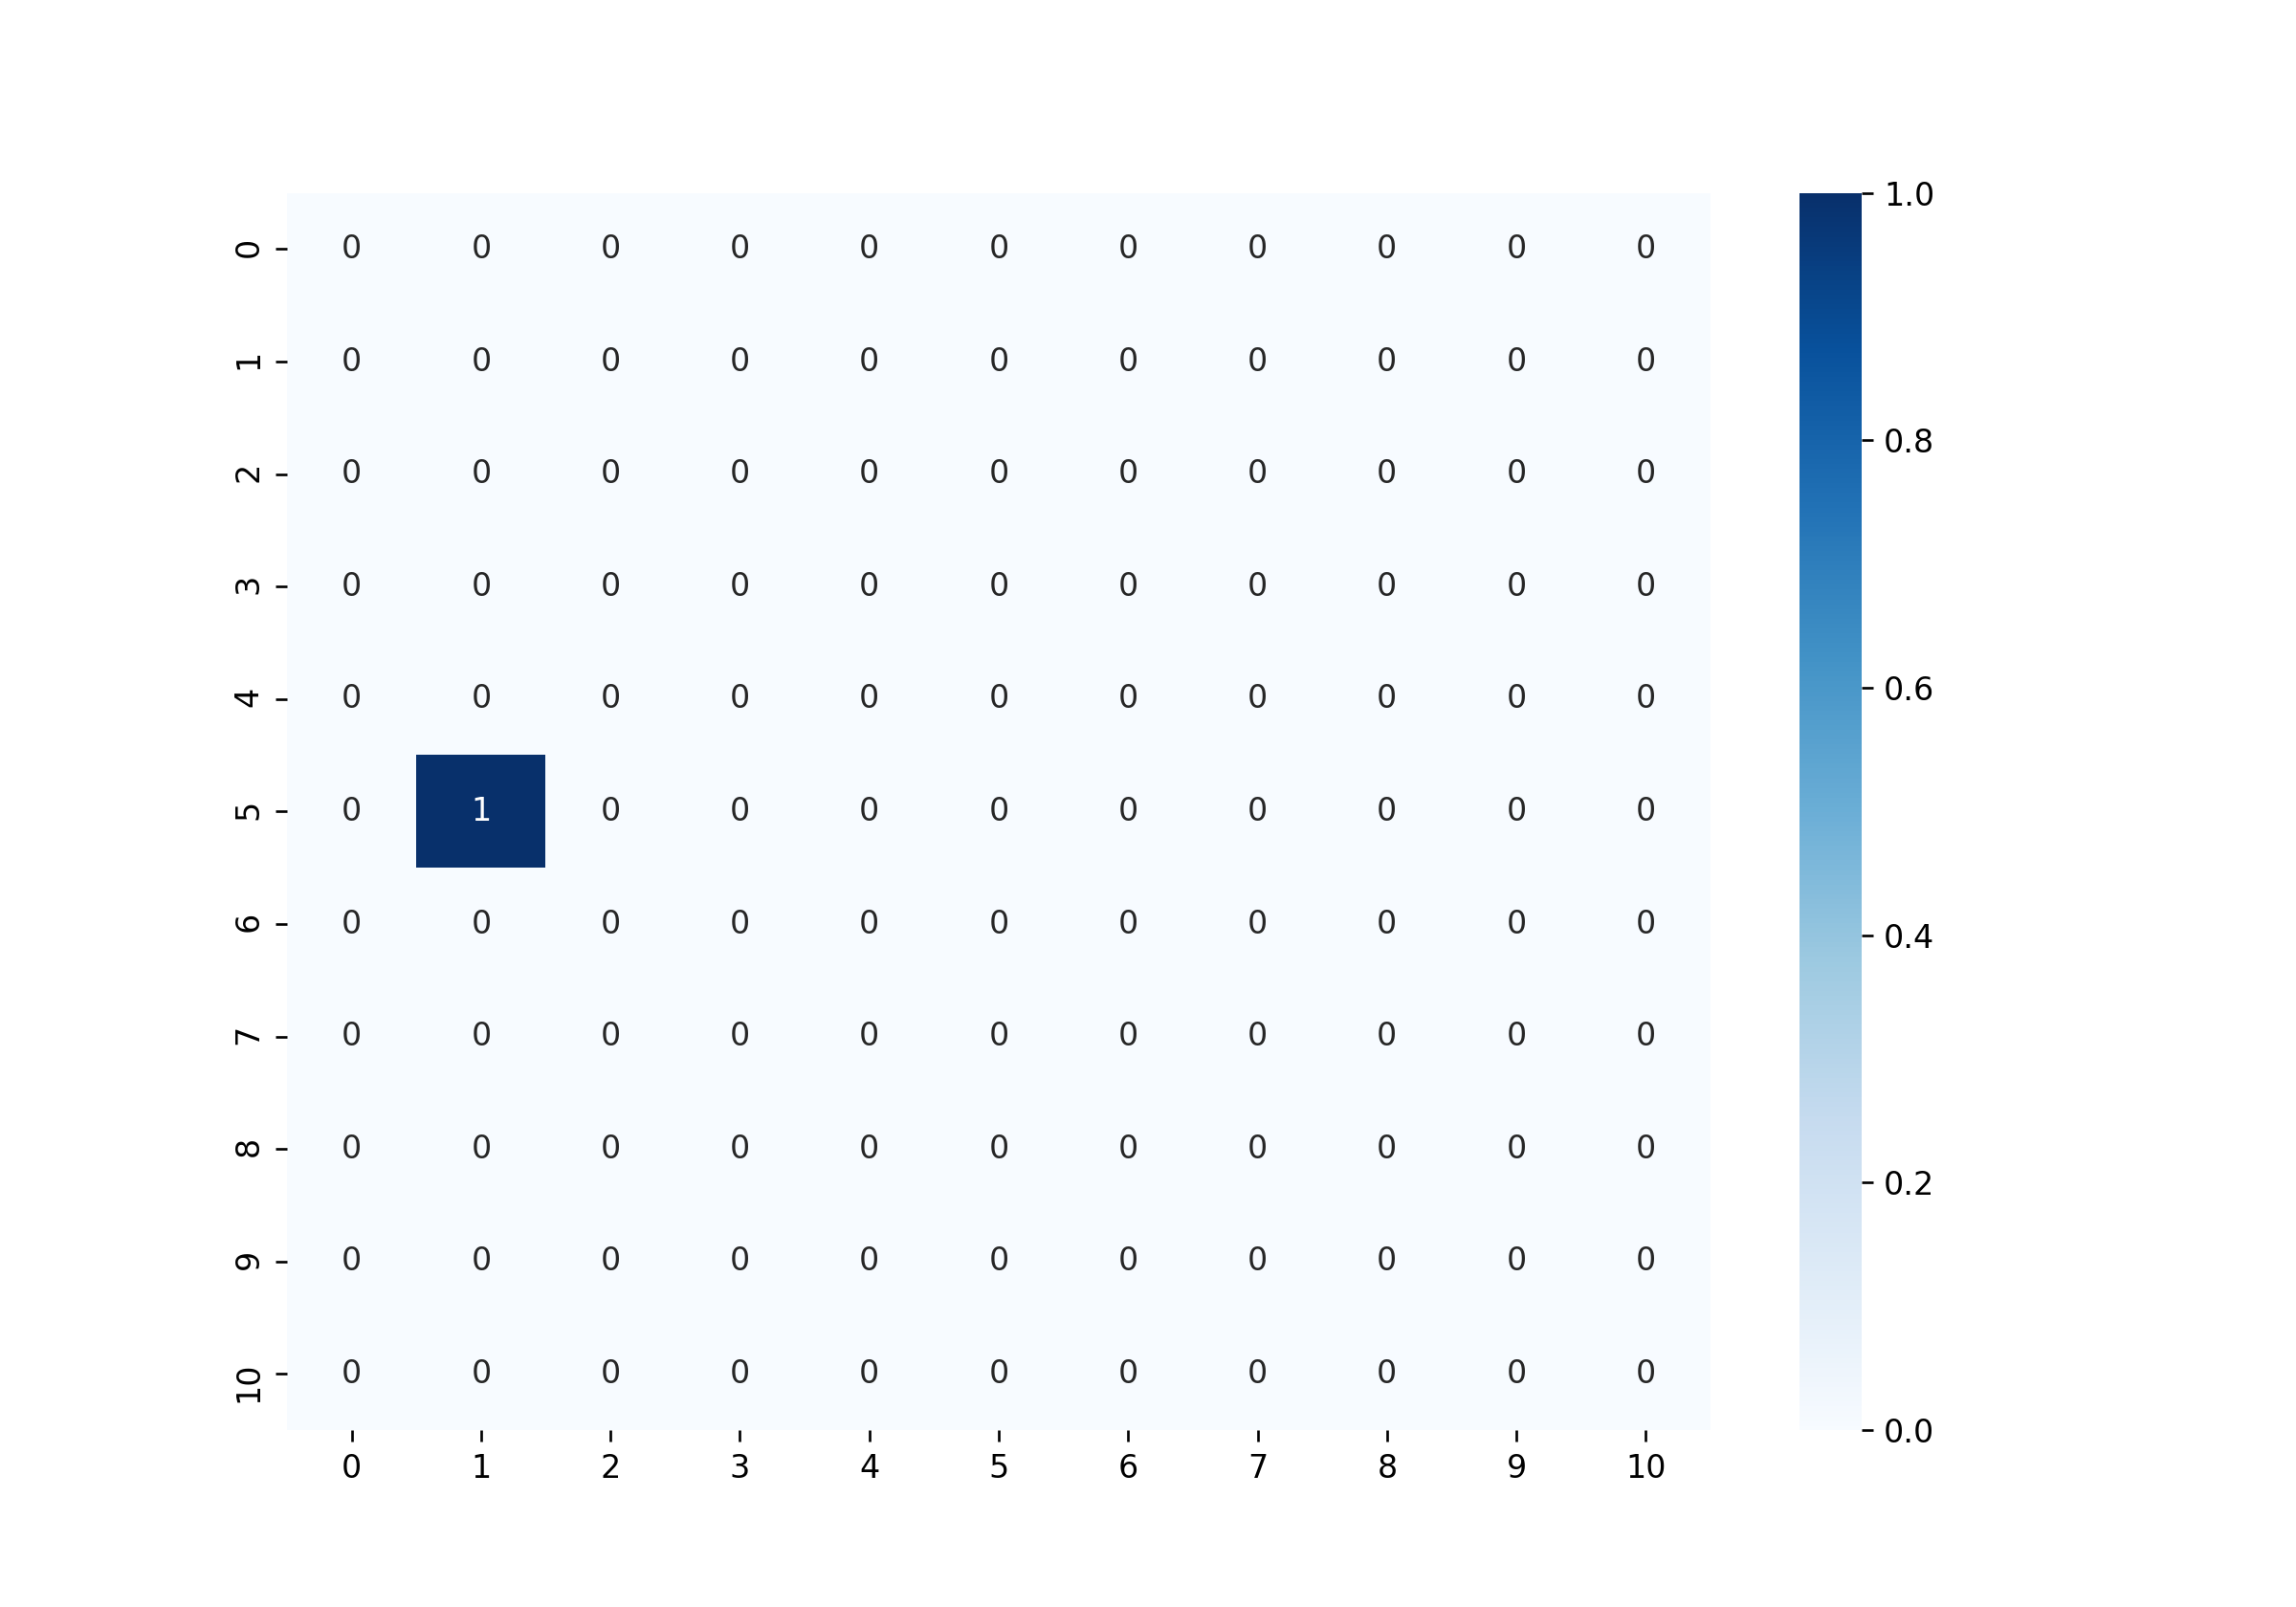 1.0
0 0 0 0 0 0 0 0 0 0 0 0
1 0 0 0 0 0 0 0 0 0 0 0
0.8
2 0 0 0 0 0 0 0 0 0 0 0
3 0 0 0 0 0 0 0 0 0 0 0
0.6
4 0 0 0 0 0 0 0 0 0 0 0
5 0 1 0 0 0 0 0 0 0 0 0
6 0 0 0 0 0 0 0 0 0 0 0
0.4
7 0 0 0 0 0 0 0 0 0 0 0
8 0 0 0 0 0 0 0 0 0 0 0
0.2
9 0 0 0 0 0 0 0 0 0 0 0
10 0 0 0 0 0 0 0 0 0 0 0
0.0
0 1 2 3 4 5 6 7 8 9 10